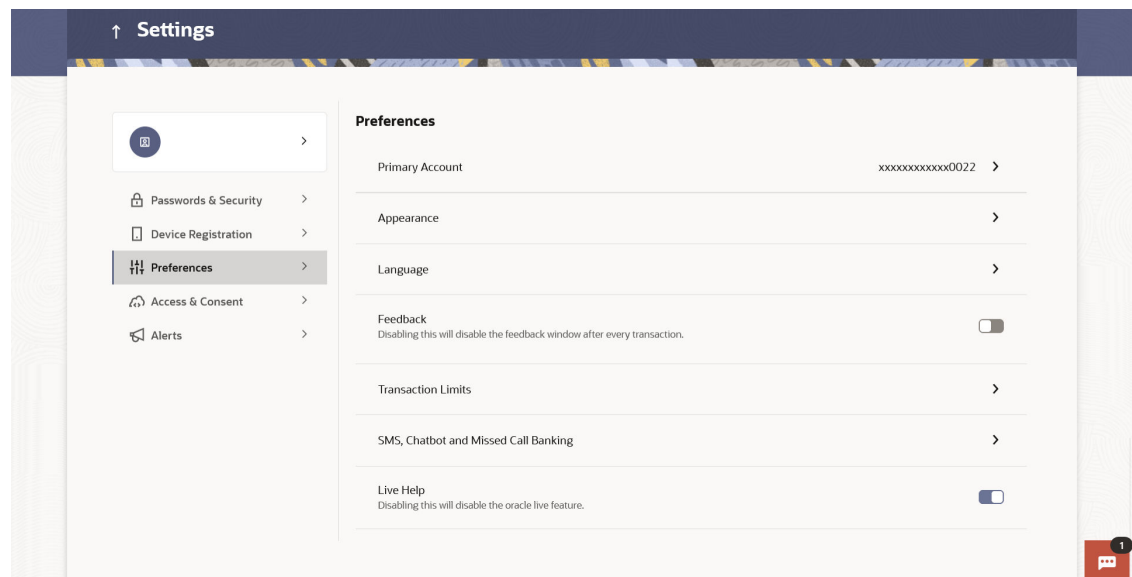 Settings
Preferences
Primary Account xxxxxxxxxxxx0022
Passwords & Security
Appearance
Device Registration
Preferences
Language
Access & Consent
Feedback
Disabling this will disable the feedback window after every transaction.
Alerts
Transaction Limits
SMS, Chatbot and Missed Call Banking
Live Help
Disabling this will disable the oracle live feature.
1